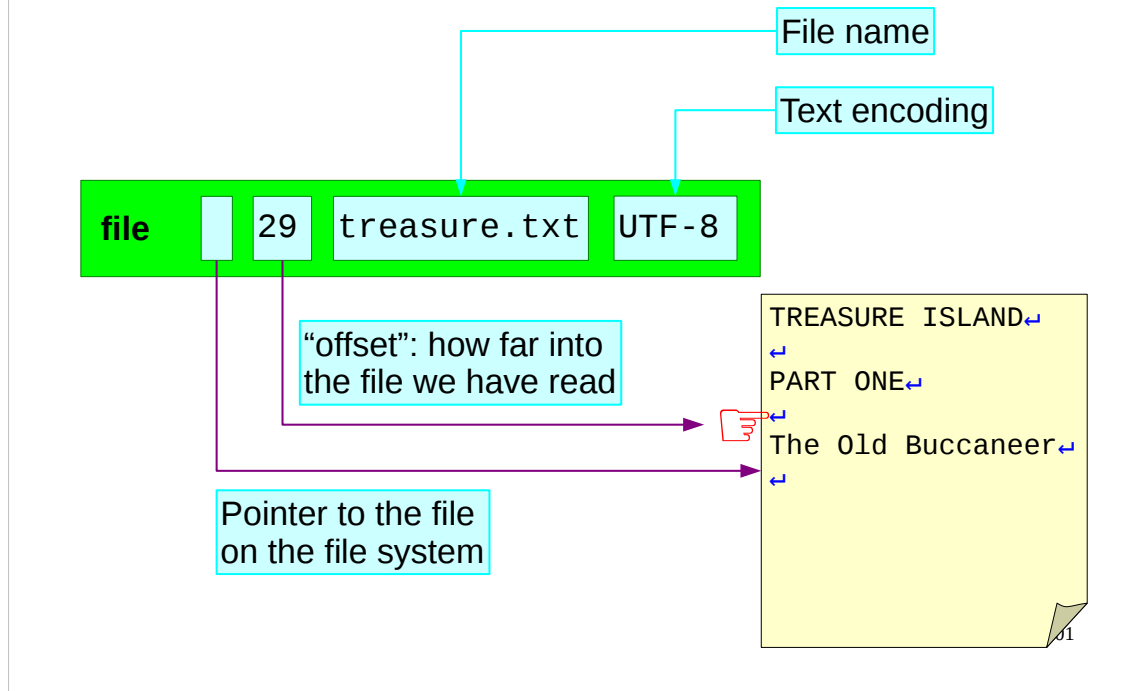 File name
Text encoding
file 29 treasure.txt UTF-8
“offset”: how far into
the file we have read
TREASURE ISLAND↵
↵
PART ONE↵
↵
The Old Buccaneer↵
↵
Pointer to the file
on the file system
01